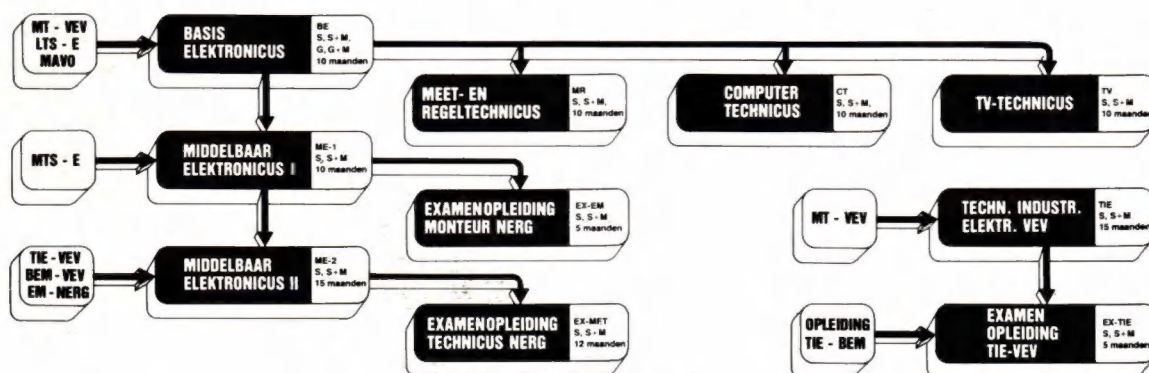 MT - VEV
LTS - E
MAVO
BASIS
ELEKTRONICUS
BE
S, S+M,
G, G+M
10 maanden
MEET- EN
REGELTECHNICUS
MR
S, S+M,
10 maanden
COMPUTER
TECHNICUS
CT
S, S+M,
10 maanden
TV-TECHNICUS
TV
S, S+M
10 maanden
MTS - E
MIDDELBAAR
ELEKTRONICUS I
ME-1
S, S+M
10 maanden
EXAMENOPLEIDING
MONTEUR NERG
EX-EM
S, S+M
5 maanden
MT - VEV
TECHN. INDUSTR.
ELEKTR. VEV
TIE
S, S+M
15 maanden
TIE - VEV
BEM - VEV
EM - NERG
MIDDELBAAR
ELEKTRONICUS II
ME-2
S, S+M
15 maanden
EXAMENOPLEIDING
TECHNICUS NERG
EX-MET
S, S+M
12 maanden
OPLEIDING
TIE - BEM
EXAMEN
OPLEIDING
TIE-VEV
EX-TIE
S, S+M
5 maanden